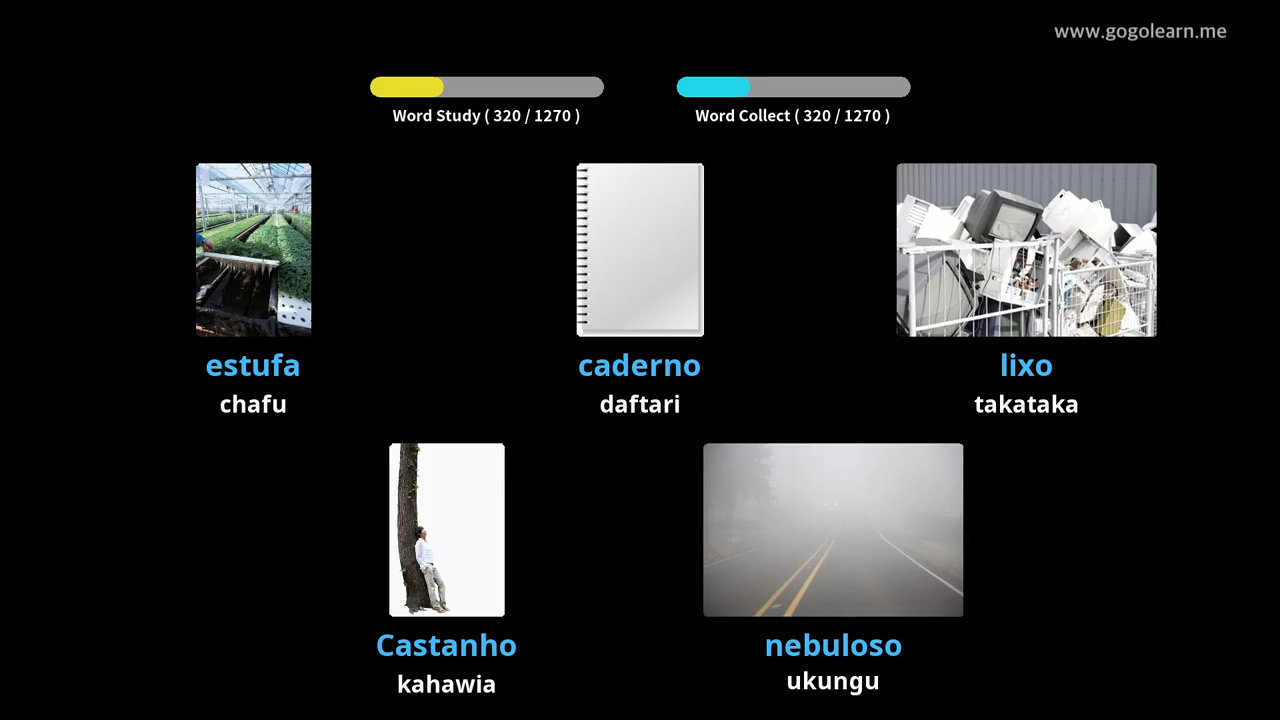 www.gogolearn.me
Word Study ( 320 / 1270 )
Word Collect ( 320 / 1270 )
estufa
chafu
caderno
daftari
lixo
takataka
Castanho
kahawia
nebuloso
ukungu